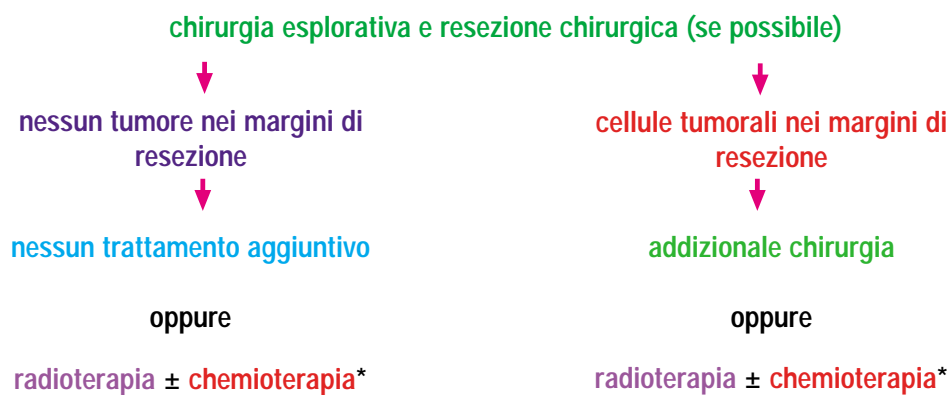 chirurgia esplorativa e resezione chirurgica (se possibile)
nessun tumore nei margini di
resezione
nessun trattamento aggiuntivo
oppure
radioterapia ± chemioterapia*
cellule tumorali nei margini di
resezione
addizionale chirurgia
oppure
radioterapia ± chemioterapia*